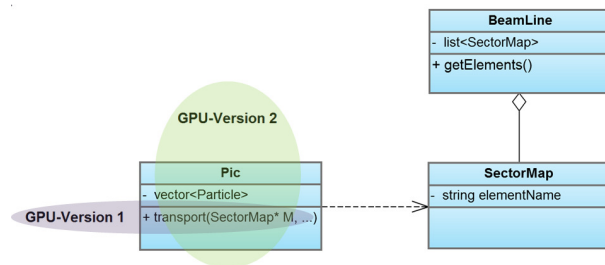 BeamLine
- list<SectorMap>
+ getElements()
GPU-Version 2
Pic
- vector<Particle>
GPU-Version 1
+ transport(SectorMap* M, ...)
SectorMap
- string elementName